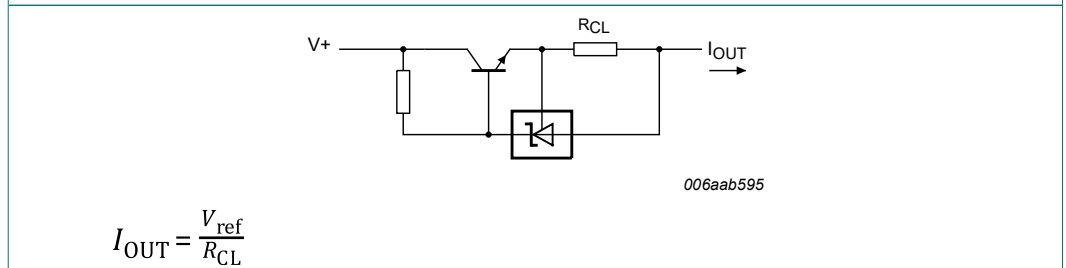 RCL
V+
IOUT
006aab595
IOUT = Vref / RCL